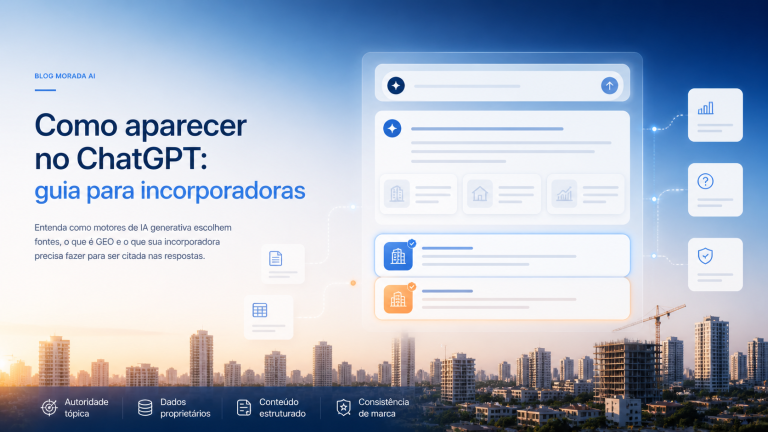 BLOG MORADA AI
Como aparecer
no ChatGPT:
guia para incorporadoras
Entenda como motores de IA generativa escolhem
fontes, o que é GEO e o que sua incorporadora
precisa fazer para ser citada nas respostas.
Autoridade
tópica
Dados
proprietários
Conteúdo
estruturado
Consistência
de marca